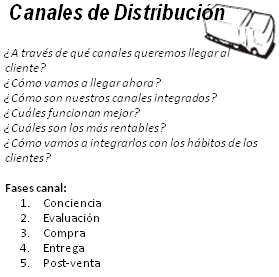 Canales de Distribución
¿A través de qué canales queremos llegar al
cliente?
¿Cómo vamos a llegar ahora?
¿Cómo son nuestros canales integrados?
¿Cuáles funcionan mejor?
¿Cuáles son los más rentables?
¿Cómo vamos a integrarlos con los hábitos de los
clientes?
Fases canal:
1. Conciencia
2. Evaluación
3. Compra
4. Entrega
5. Post-venta